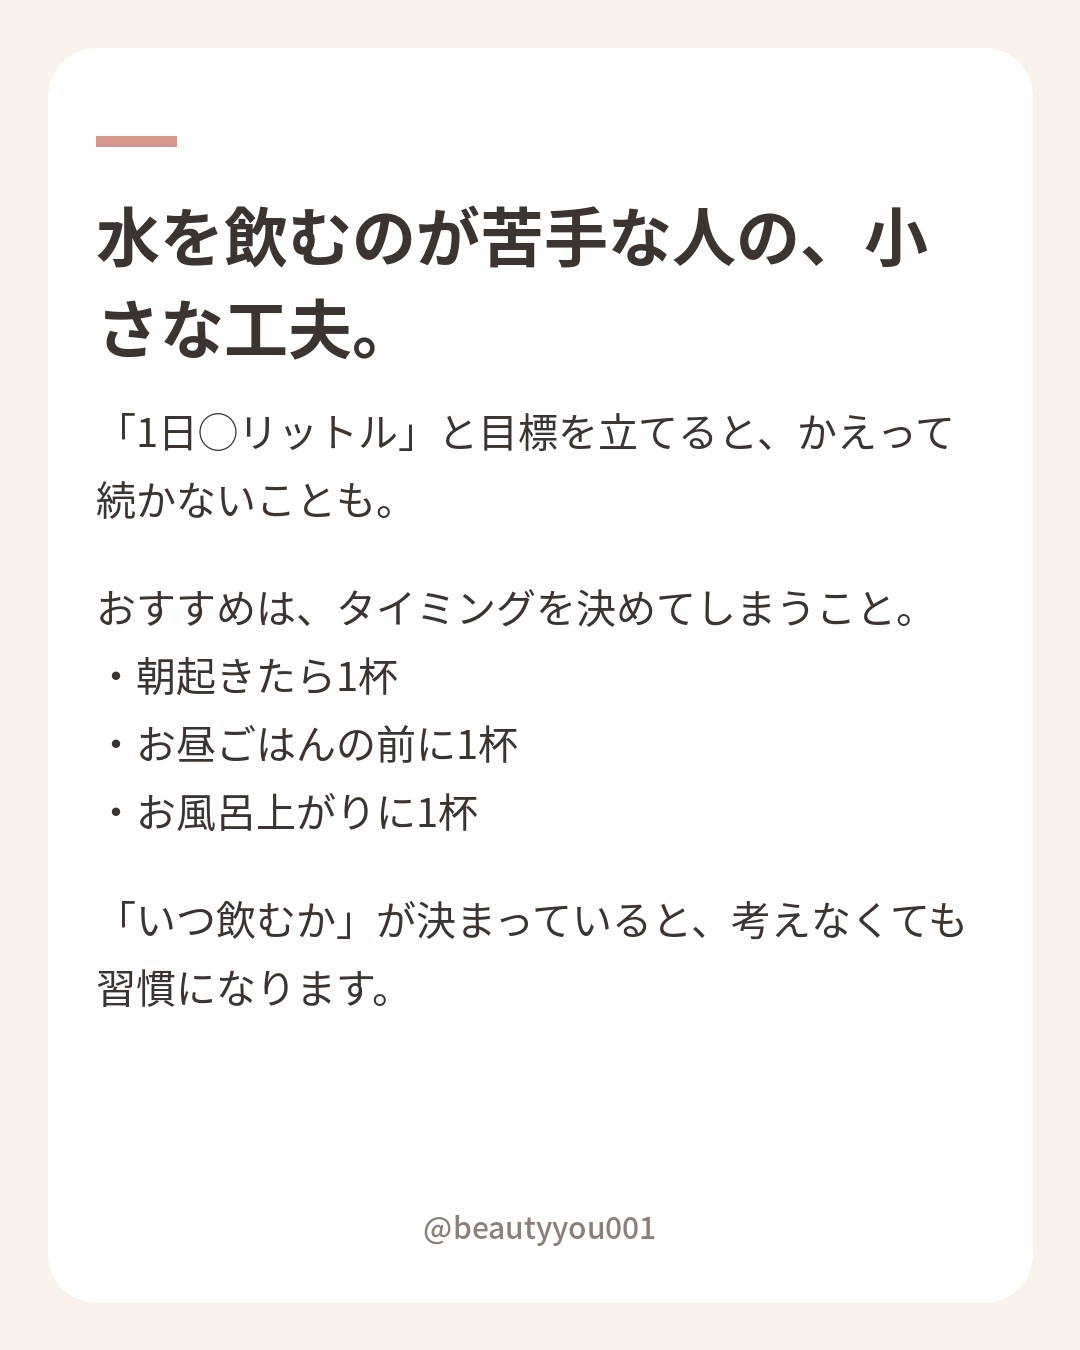 水を飲むのが苦手な人の、小
さな工夫。
「1日◯リットル」と目標を立てると、かえって
続かないことも。
おすすめは、タイミングを決めてしまうこと。
・朝起きたら1杯
・お昼ごはんの前に1杯
・お風呂上がりに1杯
「いつ飲むか」が決まっていると、考えなくても
習慣になります。
@beautyyou001